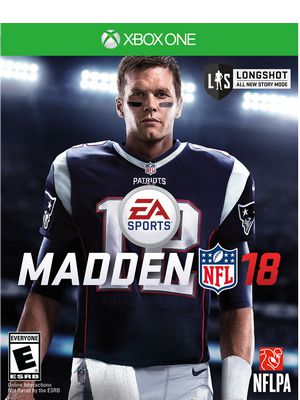 XBOX ONE
LS
LONGSHOT
ALL NEW STORY MODE
PATRIOTS
12
EA
SPORTS
MADDEN NFL 18
E
ESRB
Online Interactions
Not Rated by the ESRB
NFL
NFLPA